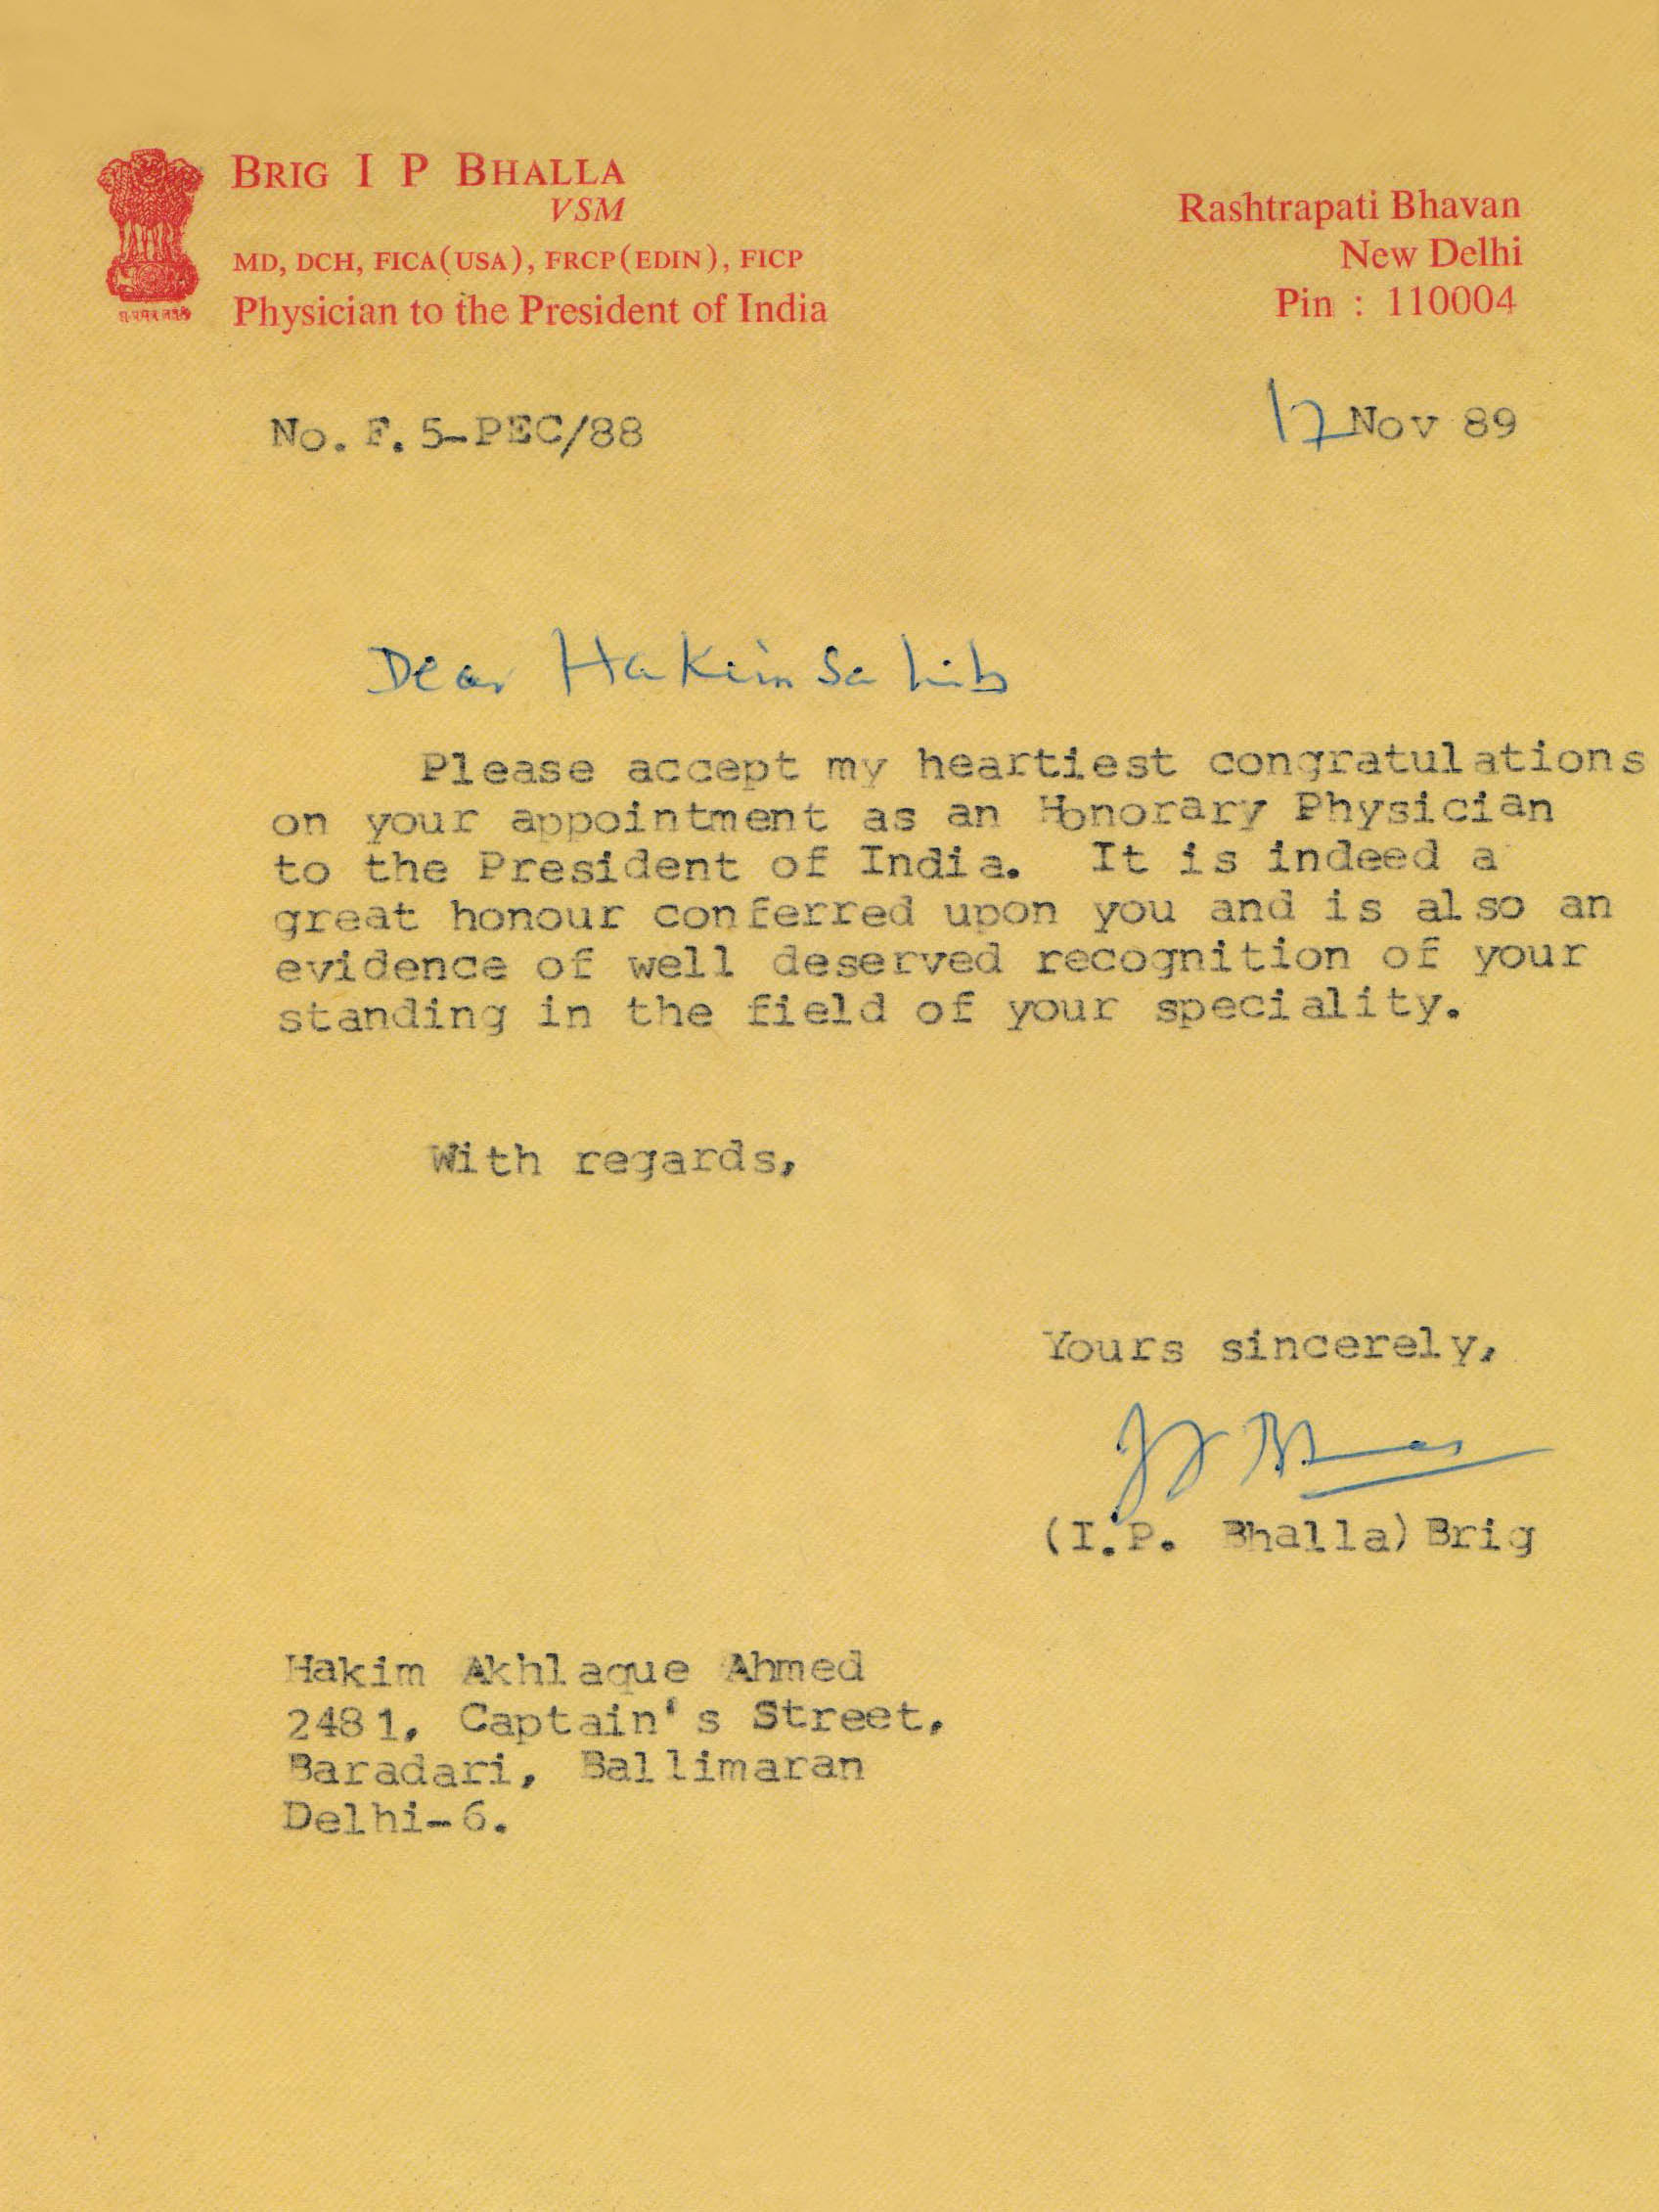 BRIG I P BHALLA
VSM
MD, DCH, FICA(USA), FRCP(EDIN), FICP
Physician to the President of India
Rashtrapati Bhavan
New Delhi
Pin : 110004
No. F. 5-PEC/88
17 Nov 89
Dear Hakim Sahib
Please accept my heartiest congratulations
on your appointment as an Honorary Physician
to the President of India. It is indeed a
great honour conferred upon you and is also an
evidence of well deserved recognition of your
standing in the field of your speciality.
With regards,
Yours sincerely,
(I.P. Bhalla) Brig
Hakim Akhlaque Ahmed
2481, Captain's Street,
Baradari, Ballimaran
Delhi-6.